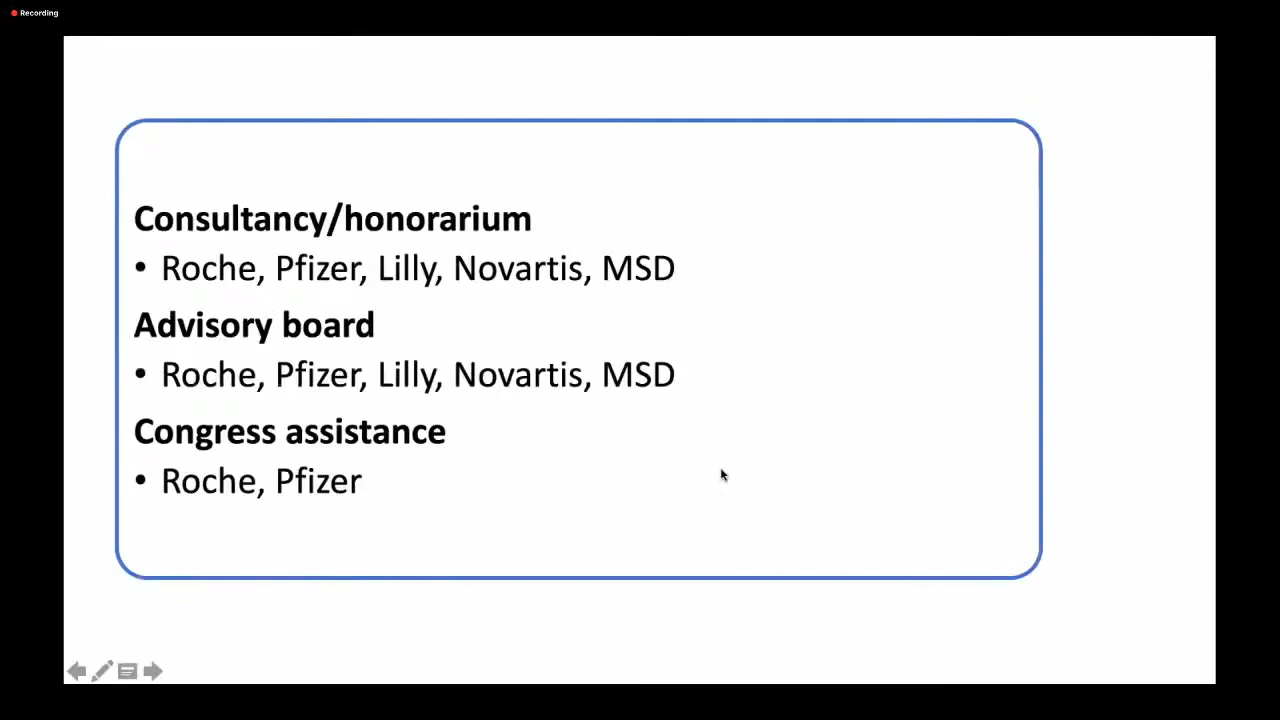 Recording
Consultancy/honorarium
• Roche, Pfizer, Lilly, Novartis, MSD
Advisory board
• Roche, Pfizer, Lilly, Novartis, MSD
Congress assistance
• Roche, Pfizer